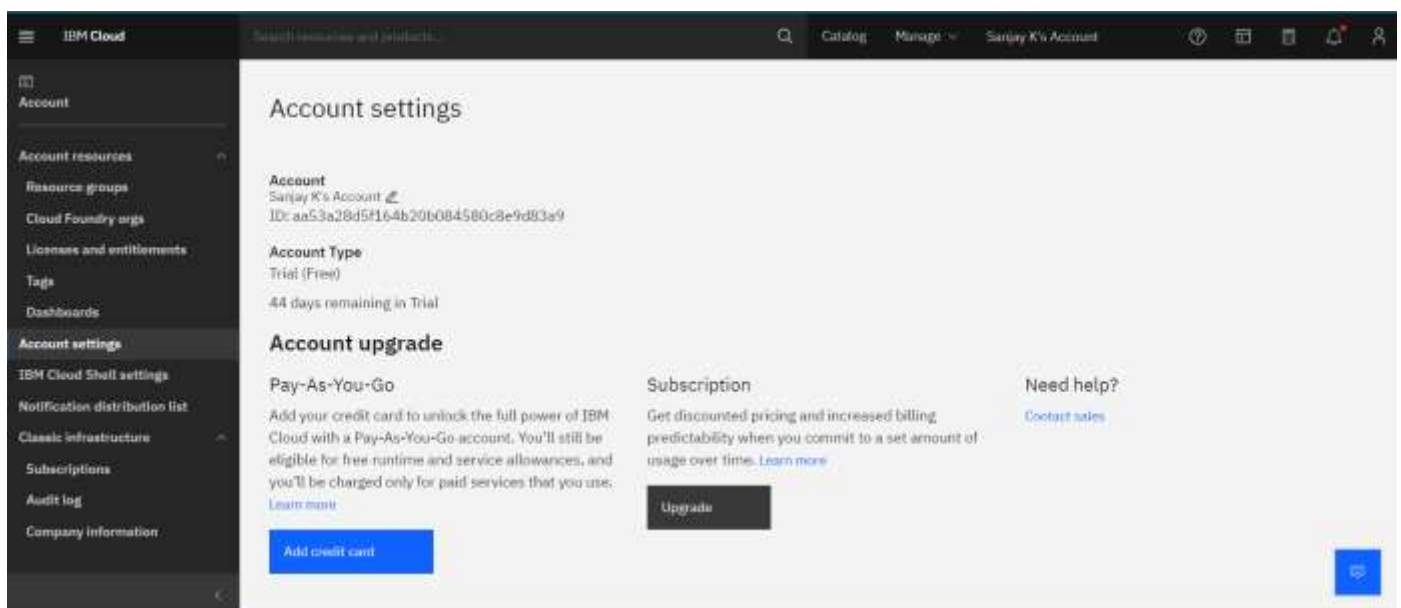 IBM Cloud
Search resources and products...
Catalog
Manage
Sanjay K's Account
Account
Account resources
Resource groups
Cloud Foundry orgs
Licenses and entitlements
Tags
Dashboards
Account settings
IBM Cloud Shell settings
Notification distribution list
Classic infrastructure
Subscriptions
Audit log
Company information
Account settings
Account
Sanjay K's Account
ID: aa53a28d5f164b20b084580c8e9d83a9
Account Type
Trial (Free)
44 days remaining in Trial
Account upgrade
Pay-As-You-Go
Add your credit card to unlock the full power of IBM
Cloud with a Pay-As-You-Go account. You'll still be
eligible for free runtime and service allowances, and
you'll be charged only for paid services that you use.
Learn more
Add credit card
Subscription
Get discounted pricing and increased billing
predictability when you commit to a set amount of
usage over time. Learn more
Upgrade
Need help?
Contact sales